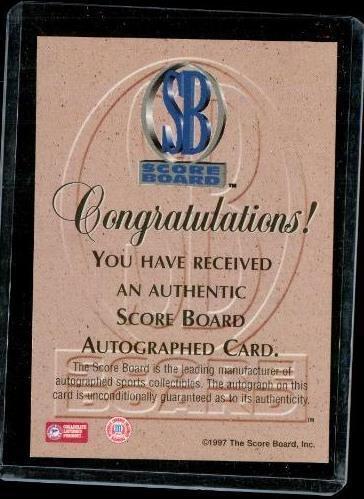 SB
SCORE
BOARD™
Congratulations!
YOU HAVE RECEIVED
AN AUTHENTIC
SCORE BOARD
AUTOGRAPHED CARD.
The Score Board is the leading manufacturer of
autographed sports collectibles. The autograph on this
card is unconditionally guaranteed as to its authenticity.
BOARD™
©1997 The Score Board, Inc.